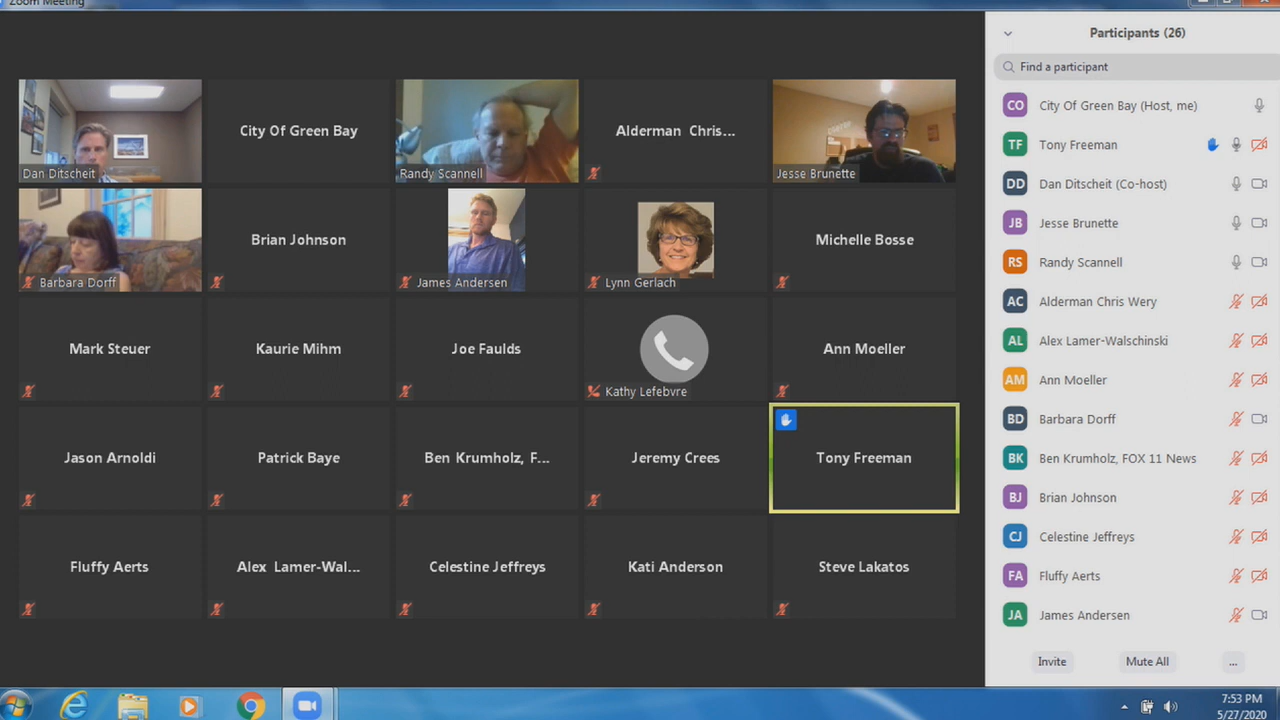 Zoom Meeting
Dan Ditscheit
City Of Green Bay
Randy Scannell
Alderman Chris...
Jesse Brunette
Barbara Dorff
Brian Johnson
James Andersen
Lynn Gerlach
Michelle Bosse
Mark Steuer
Kaurie Mihm
Joe Faulds
Kathy Lefebvre
Ann Moeller
Jason Arnoldi
Patrick Baye
Ben Krumholz, F...
Jeremy Crees
Tony Freeman
Fluffy Aerts
Alex Lamer-Wal...
Celestine Jeffreys
Kati Anderson
Steve Lakatos
Participants (26)
Find a participant
CO City Of Green Bay (Host, me)
TF Tony Freeman
DD Dan Ditscheit (Co-host)
JB Jesse Brunette
RS Randy Scannell
AC Alderman Chris Wery
AL Alex Lamer-Walschinski
AM Ann Moeller
BD Barbara Dorff
BK Ben Krumholz, FOX 11 News
BJ Brian Johnson
CJ Celestine Jeffreys
FA Fluffy Aerts
JA James Andersen
Invite Mute All ...
7:53 PM
5/27/2020